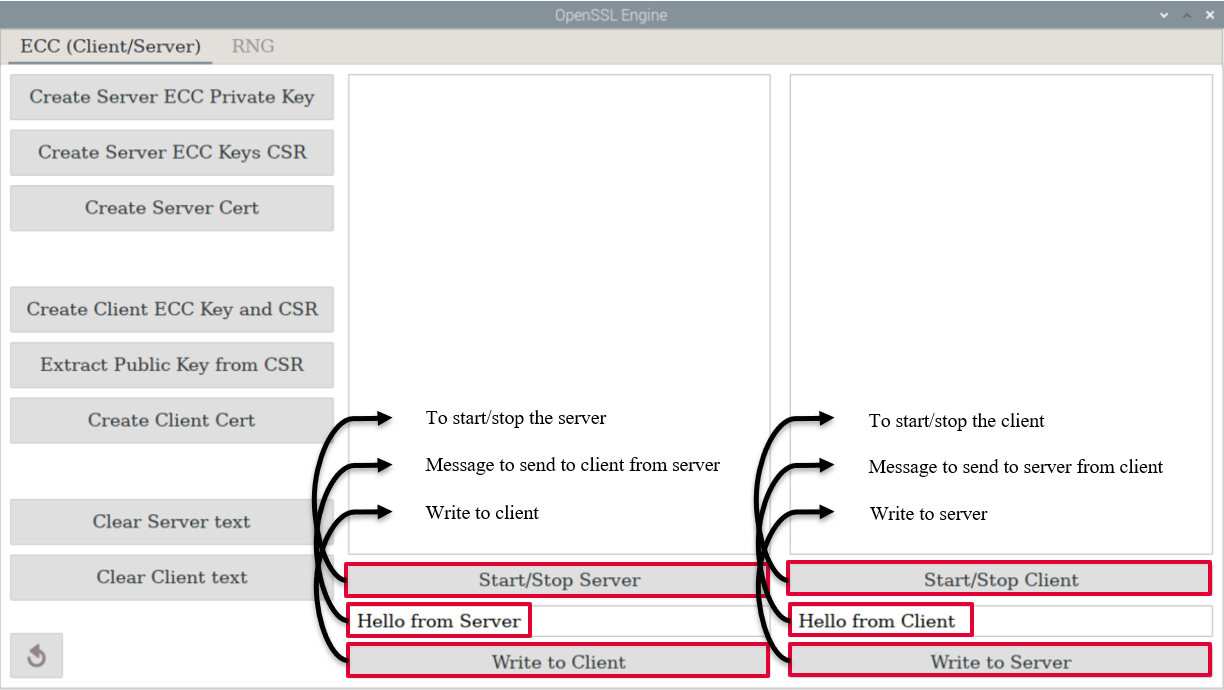 OpenSSL Engine
ECC (Client/Server) RNG
Create Server ECC Private Key
Create Server ECC Keys CSR
Create Server Cert
Create Client ECC Key and CSR
Extract Public Key from CSR
Create Client Cert
Clear Server text
Clear Client text
To start/stop the server
Message to send to client from server
Write to client
Start/Stop Server
Hello from Server
Write to Client
To start/stop the client
Message to send to server from client
Write to server
Start/Stop Client
Hello from Client
Write to Server